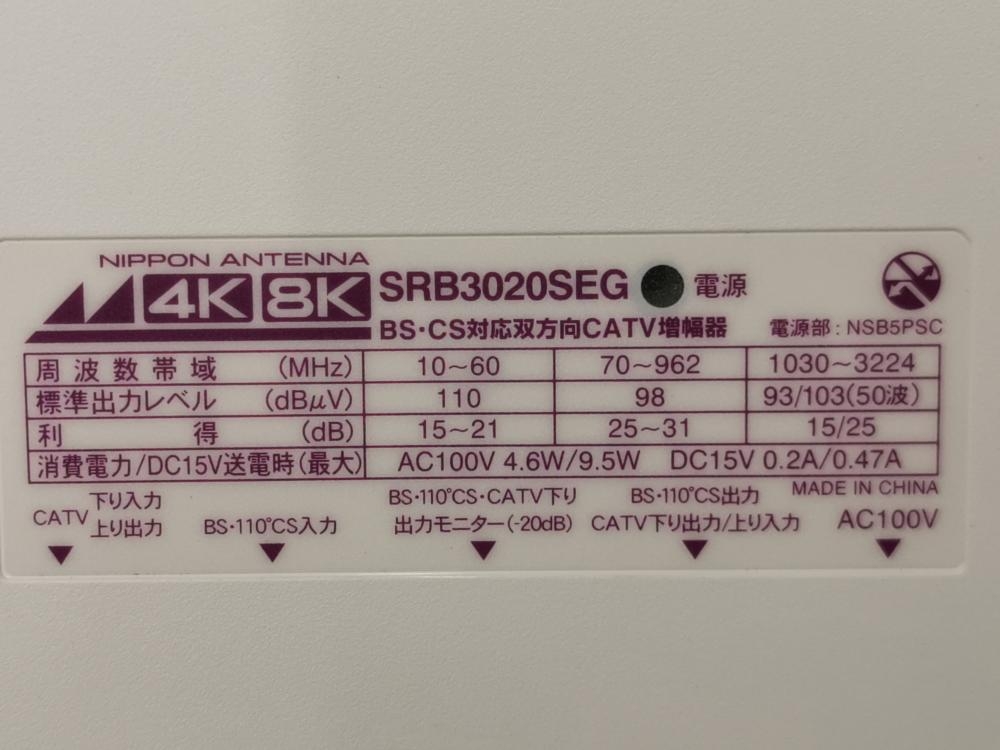 NIPPON ANTENNA
4K 8K SRB3020SEG 電源
BS・CS対応双方向CATV増幅器 電源部:NSB5PSC
周波数帯域 (MHz) 10~60 70~962 1030~3224
標準出力レベル (dBμV) 110 98 93/103(50波)
利得 (dB) 15~21 25~31 15/25
消費電力/DC15V送電時(最大) AC100V 4.6W/9.5W DC15V 0.2A/0.47A
MADE IN CHINA
CATV 下り入力
上り出力
BS・110°CS入力
BS・110°CS・CATV下り
出力モニター(-20dB)
BS・110°CS出力
CATV下り出力/上り入力
AC100V